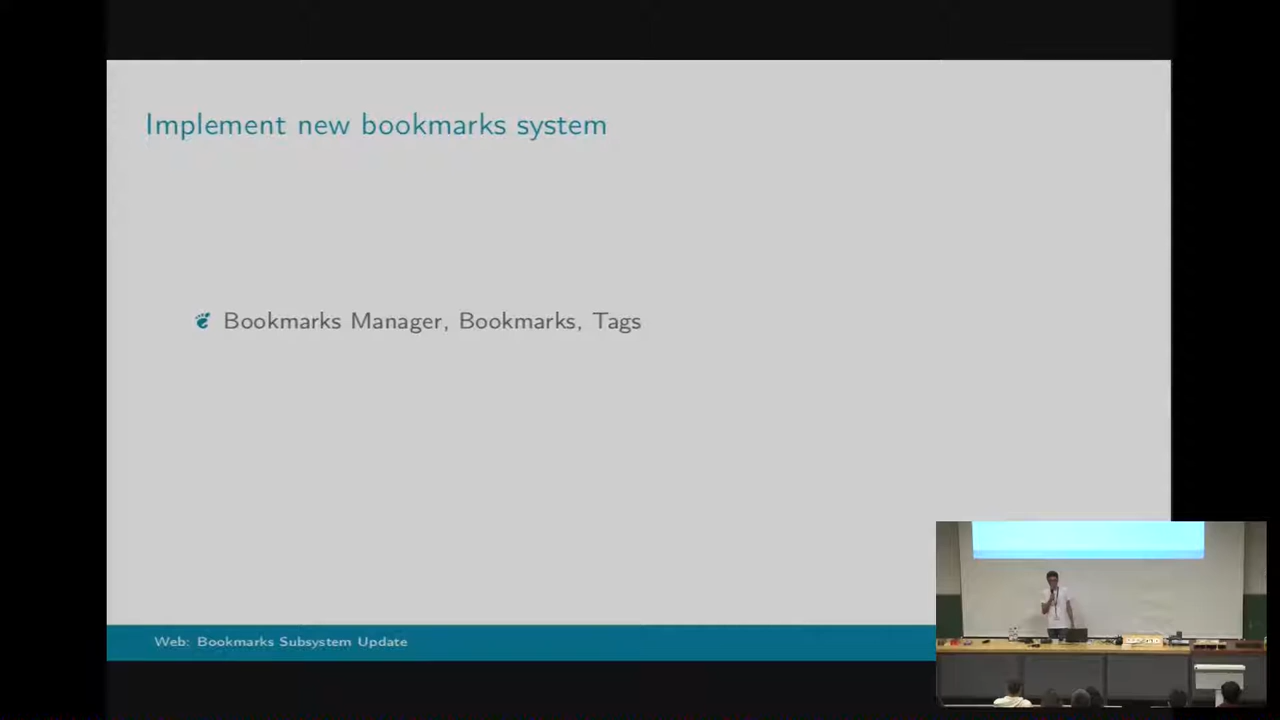 Implement new bookmarks system
Bookmarks Manager, Bookmarks, Tags
Web: Bookmarks Subsystem Update